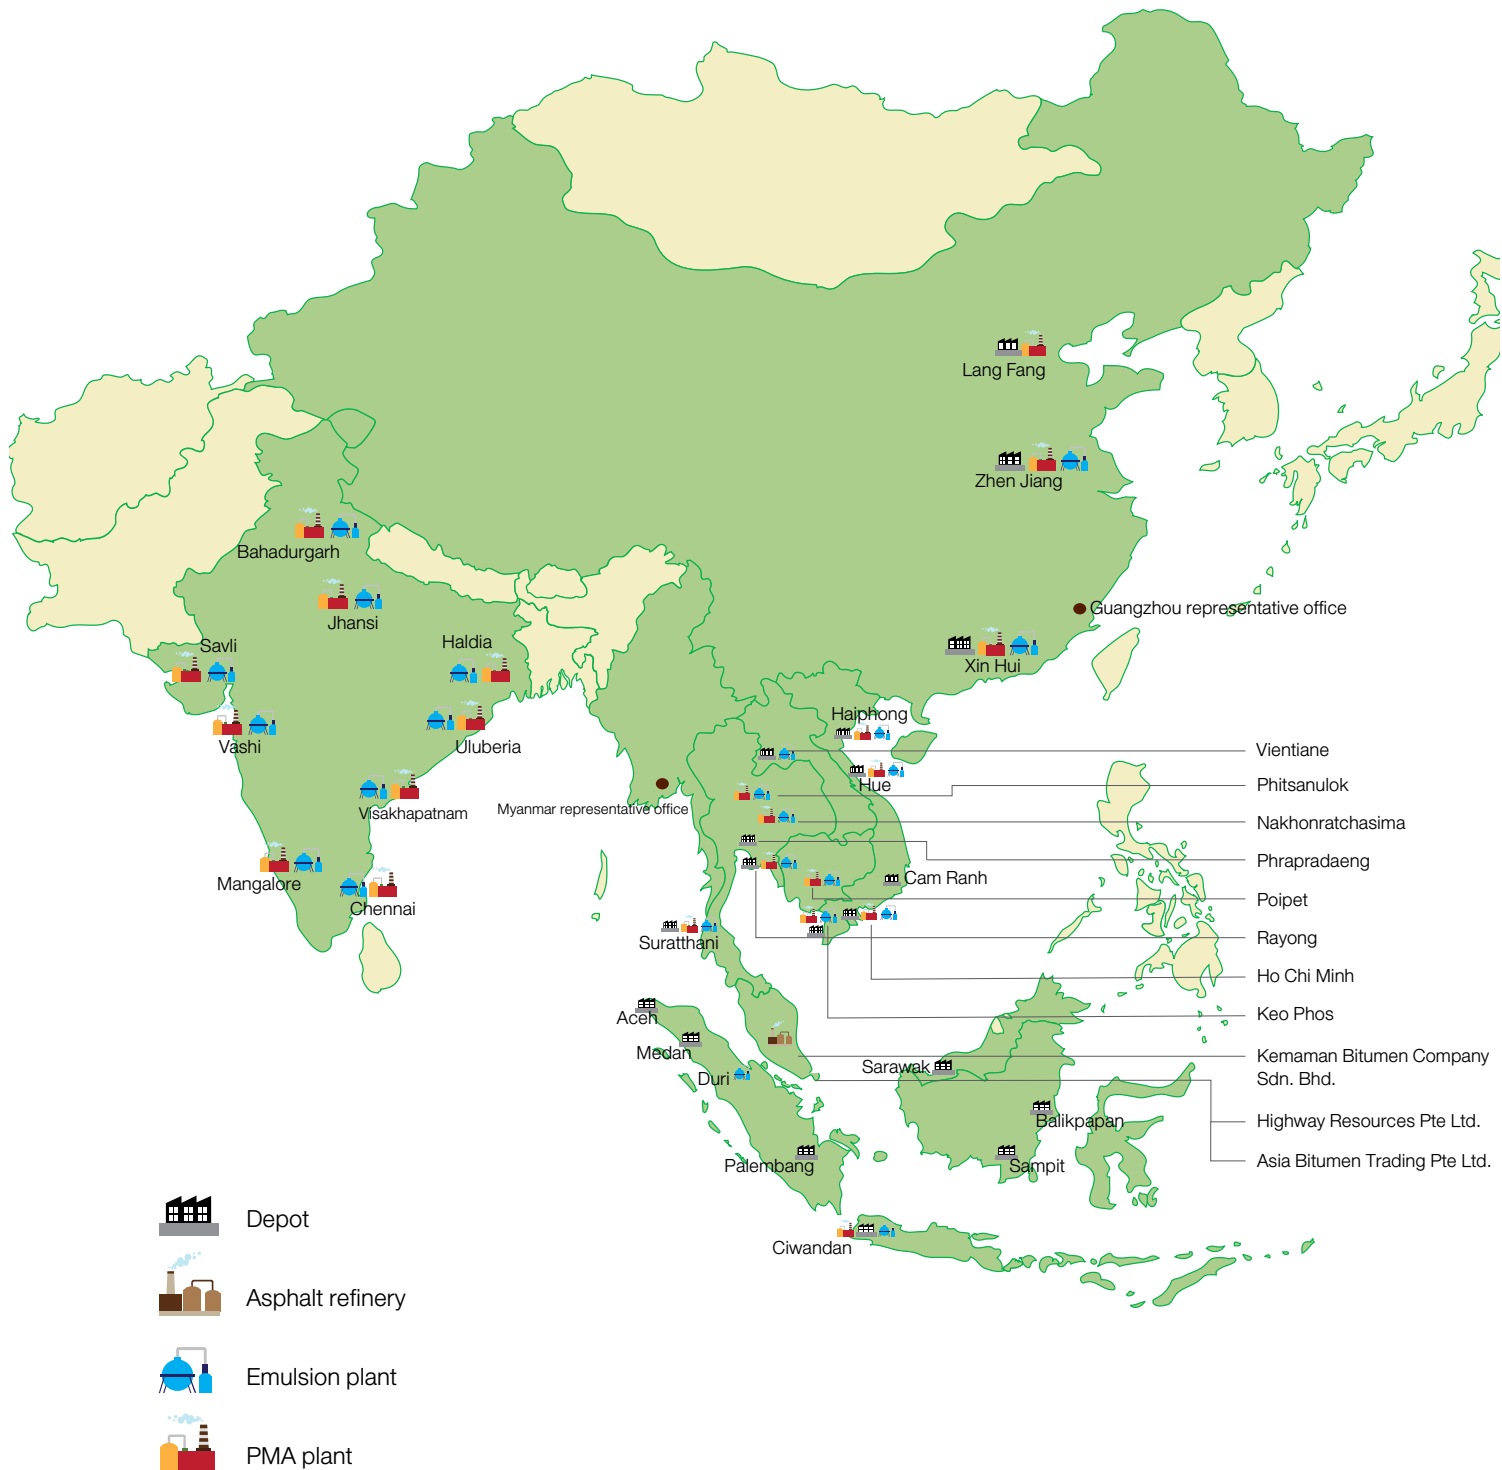 Lang Fang
Zhen Jiang
Bahadurgarh
Guangzhou representative office
Jhansi
Savli
Haldia
Xin Hui
Haiphong
Vashi
Uluberia
Vientiane
Hue
Phitsanulok
Visakhapatnam
Myanmar representative office
Nakhonratchasima
Phrapradaeng
Mangalore
Cam Ranh
Chennai
Poipet
Suratthani
Rayong
Ho Chi Minh
Aceh
Keo Phos
Medan
Kemaman Bitumen Company
Sdn. Bhd.
Sarawak
Duri
Balikpapan
Highway Resources Pte Ltd.
Palembang
Sampit
Asia Bitumen Trading Pte Ltd.
Ciwandan
Depot
Asphalt refinery
Emulsion plant
PMA plant